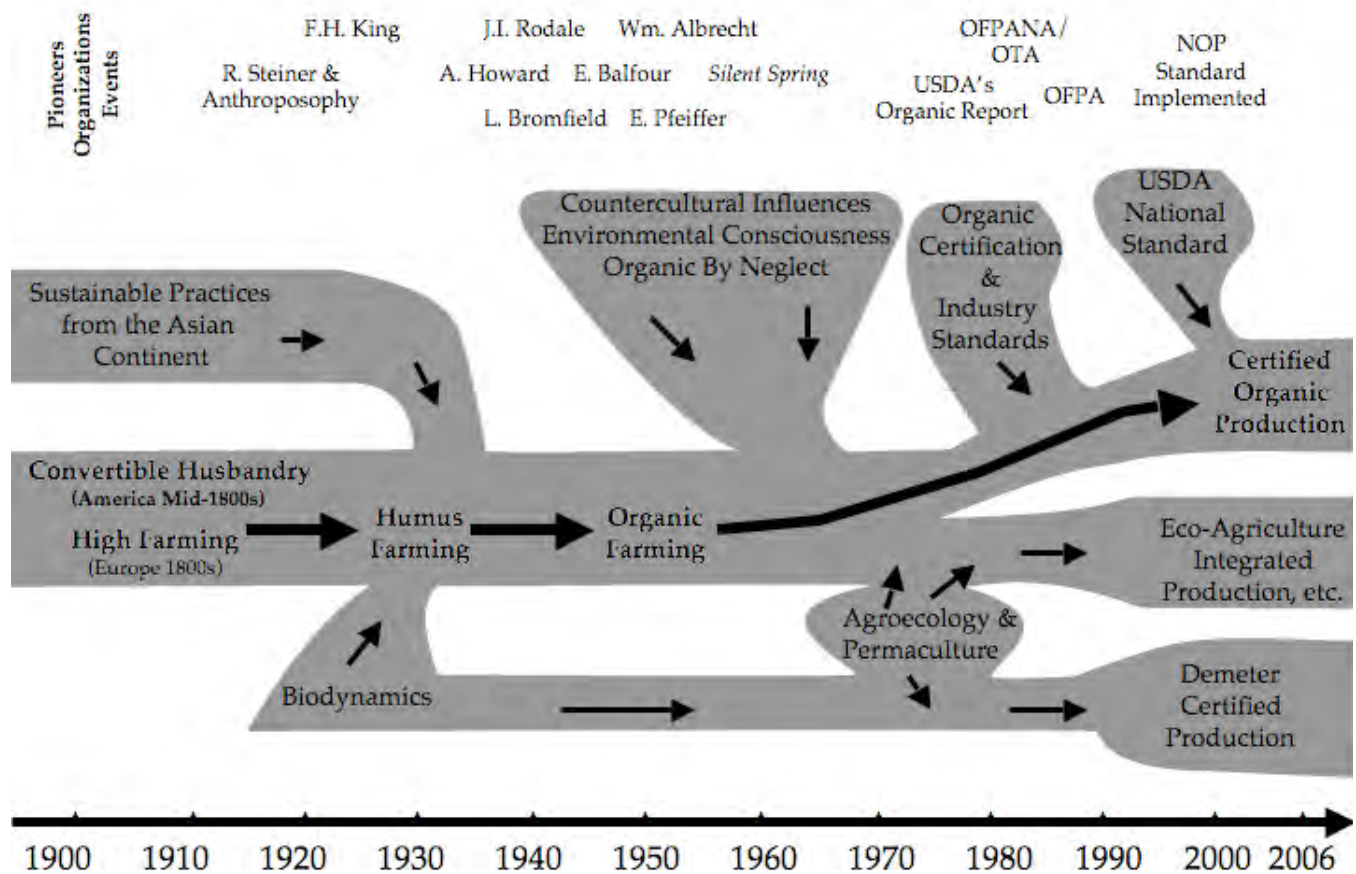 Pioneers
Organizations
Events
F.H. King
J.I. Rodale
Wm. Albrecht
OFPANA/
OTA
NOP
Standard
Implemented
R. Steiner &
Anthroposophy
A. Howard
E. Balfour
Silent Spring
USDA's
Organic Report
OFPA
L. Bromfield
E. Pfeiffer
Countercultural Influences
Environmental Consciousness
Organic By Neglect
Organic
Certification
&
Industry
Standards
USDA
National
Standard
Sustainable Practices
from the Asian
Continent
Certified
Organic
Production
Convertible Husbandry
(America Mid-1800s)
High Farming
(Europe 1800s)
Humus
Farming
Organic
Farming
Eco-Agriculture
Integrated
Production, etc.
Agroecology &
Permaculture
Biodynamics
Demeter
Certified
Production
1900 1910 1920 1930 1940 1950 1960 1970 1980 1990 2000 2006